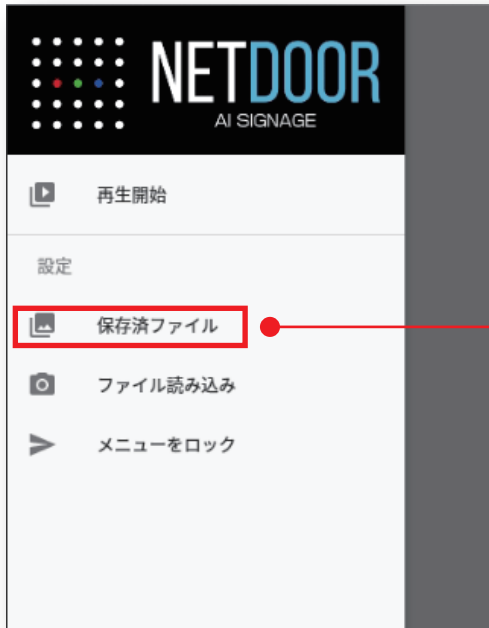 NETDOOR
AI SIGNAGE
再生開始
設定
保存済ファイル
ファイル読み込み
メニューをロック